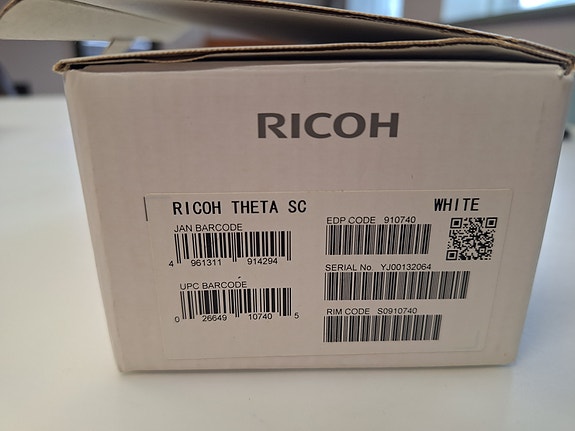 RICOH
RICOH THETA SC WHITE
JAN BARCODE
4 961311 914294
UPC BARCODE
0 26649 10740 5
EDP CODE 910740
SERIAL No. YJ00132064
RIM CODE S0910740